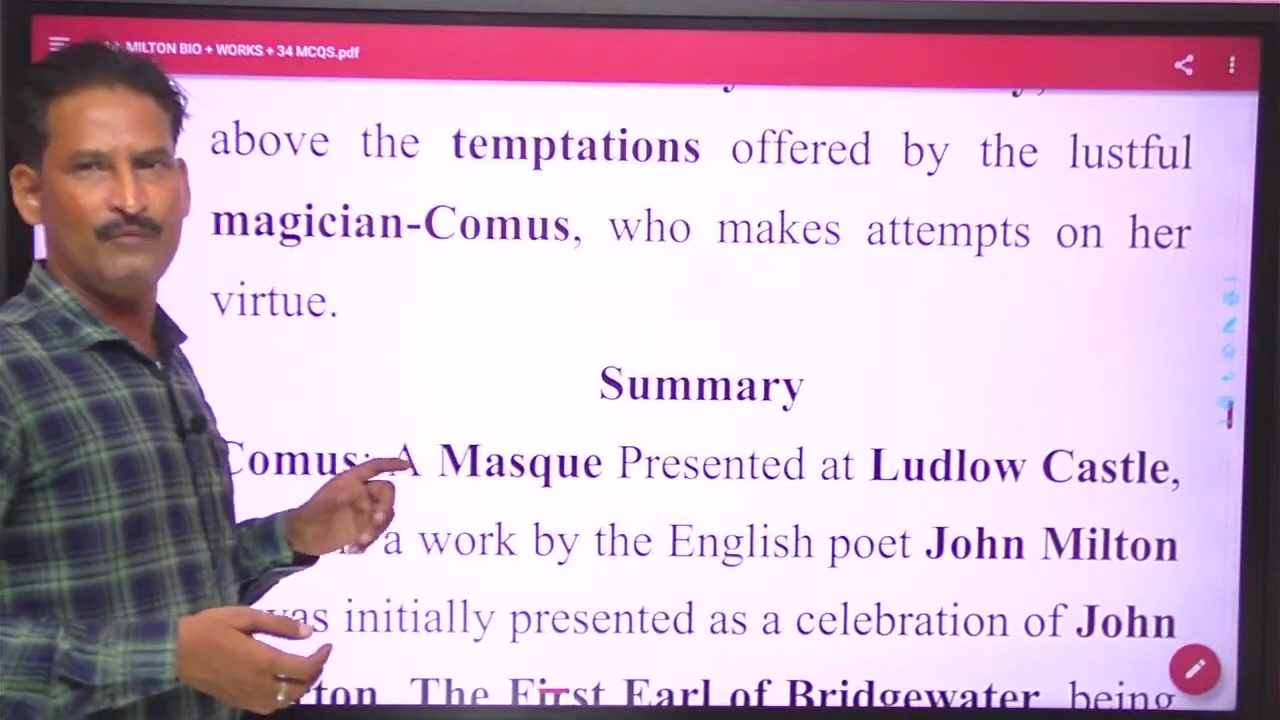 MILTON BIO + WORKS + 34 MCQS.pdf
above the temptations offered by the lustful
magician-Comus, who makes attempts on her
virtue.
Summary
Comus: A Masque Presented at Ludlow Castle,
a work by the English poet John Milton
was initially presented as a celebration of John
The First Earl of Bridgewater being